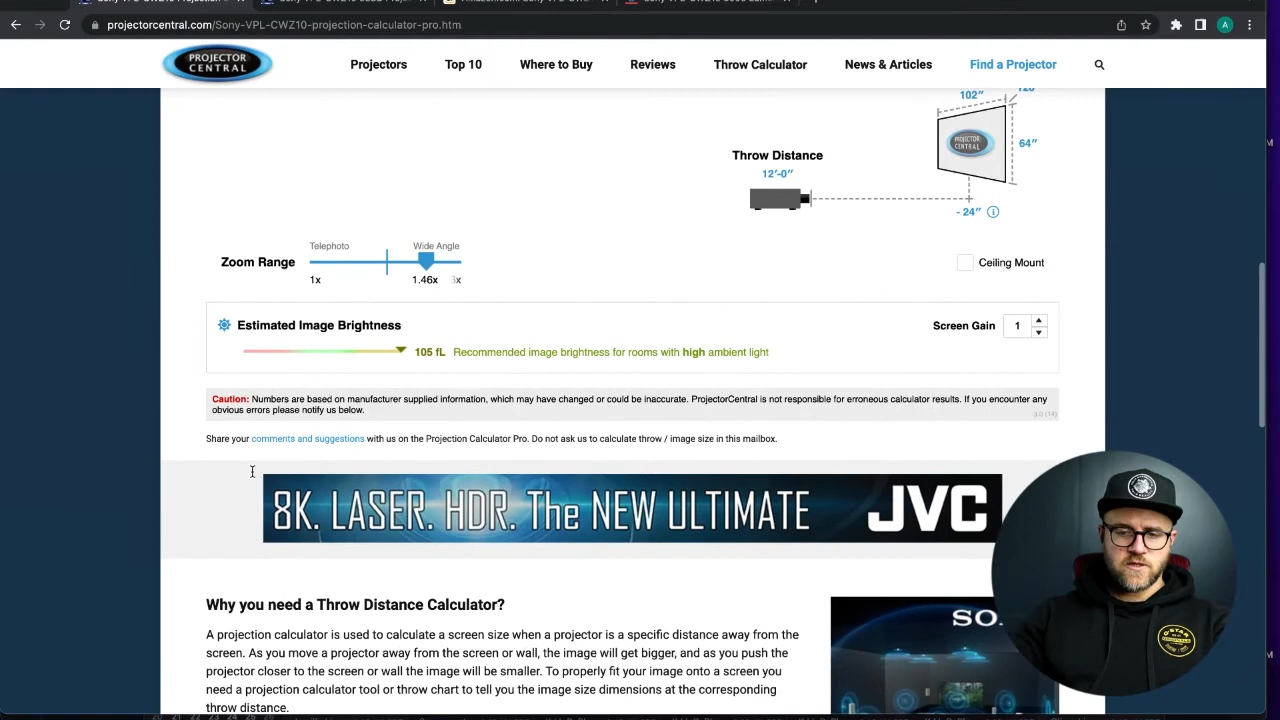 projectorcentral.com/Sony-VPL-CWZ10-projection-calculator-pro.htm
A
PROJECTOR
CENTRAL
Projectors
Top 10
Where to Buy
Reviews
Throw Calculator
News & Articles
Find a Projector
102"
PROJECTOR
CENTRAL
64"
Throw Distance
12'-0"
- 24"
Telephoto
Wide Angle
Zoom Range
1x
1.46x
Ceiling Mount
Estimated Image Brightness
Screen Gain
1
105 fL
Recommended image brightness for rooms with high ambient light
Caution: Numbers are based on manufacturer supplied information, which may have changed or could be inaccurate. ProjectorCentral is not responsible for erroneous calculator results. If you encounter any
obvious errors please notify us below.
Share your comments and suggestions with us on the Projection Calculator Pro. Do not ask us to calculate throw / image size in this mailbox.
8K. LASER. HDR. The NEW ULTIMATE
JVC
Why you need a Throw Distance Calculator?
SO
A projection calculator is used to calculate a screen size when a projector is a specific distance away from the
screen. As you move a projector away from the screen or wall, the image will get bigger, and as you push the
projector closer to the screen or wall the image will be smaller. To properly fit your image onto a screen you
need a projection calculator tool or throw chart to tell you the image size dimensions at the corresponding
throw distance.